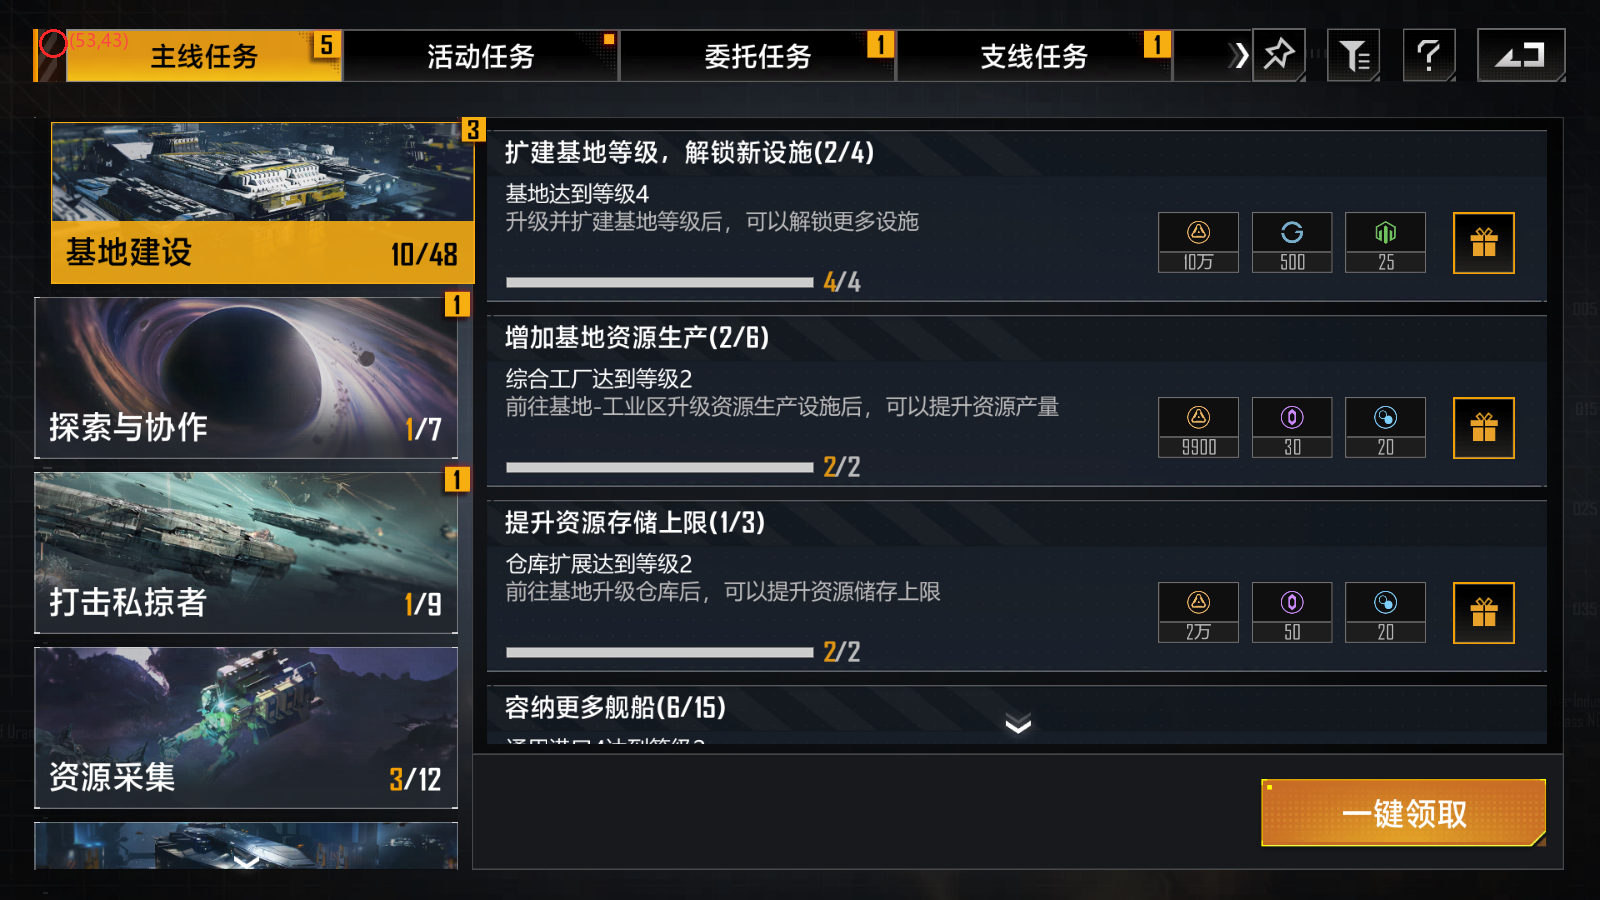 (53,43)
主线任务 5
活动任务
委托任务 1
支线任务 1
3
基地建设 10/48
1
探索与协作 1/7
1
打击私掠者 1/9
资源采集 3/12
扩建基地等级，解锁新设施(2/4)
基地达到等级4
升级并扩建基地等级后，可以解锁更多设施
10万 500 25
4/4
增加基地资源生产(2/6)
综合工厂达到等级2
前往基地-工业区升级资源生产设施后，可以提升资源产量
9900 30 20
2/2
提升资源存储上限(1/3)
仓库扩展达到等级2
前往基地升级仓库后，可以提升资源储存上限
2万 50 20
2/2
容纳更多舰船(6/15)
一键领取
005
015
025
035